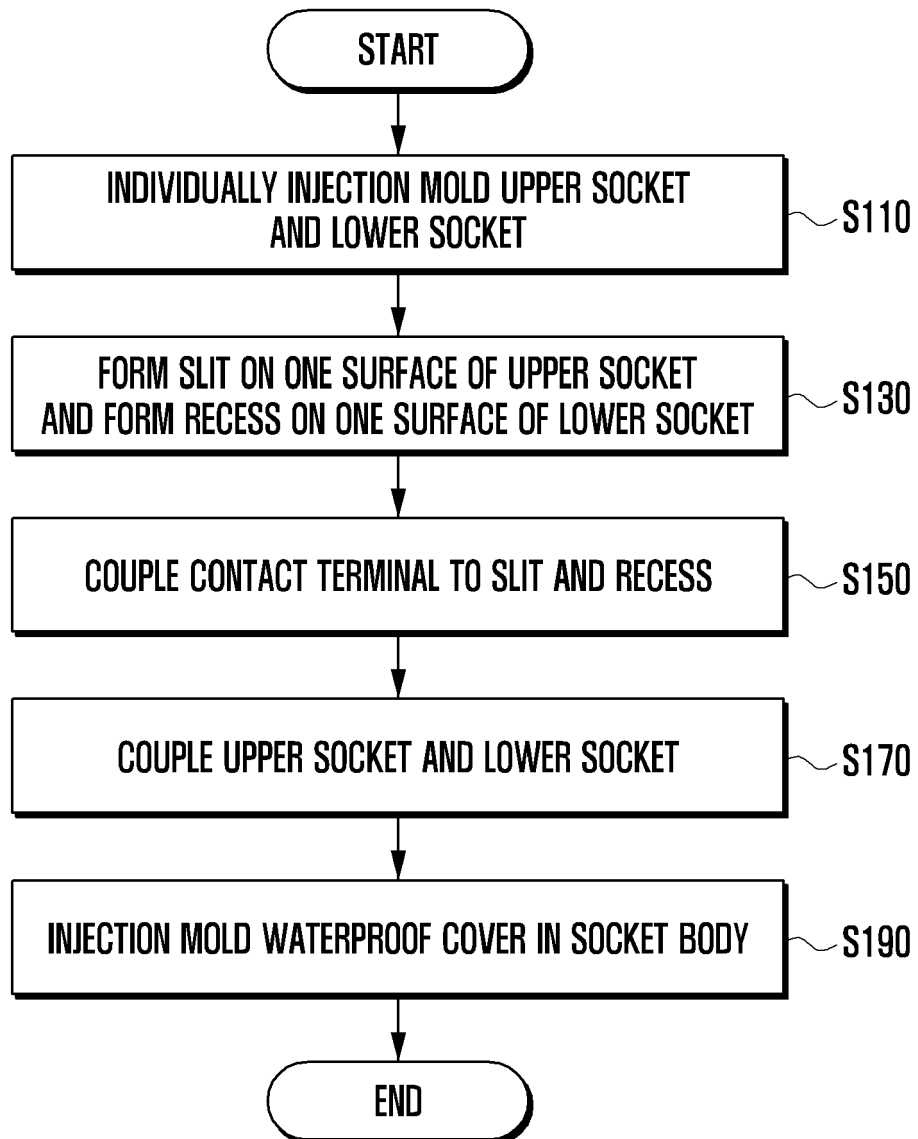 START
INDIVIDUALLY INJECTION MOLD UPPER SOCKET
AND LOWER SOCKET
S110
FORM SLIT ON ONE SURFACE OF UPPER SOCKET
AND FORM RECESS ON ONE SURFACE OF LOWER SOCKET
S130
COUPLE CONTACT TERMINAL TO SLIT AND RECESS
S150
COUPLE UPPER SOCKET AND LOWER SOCKET
S170
INJECTION MOLD WATERPROOF COVER IN SOCKET BODY
S190
END